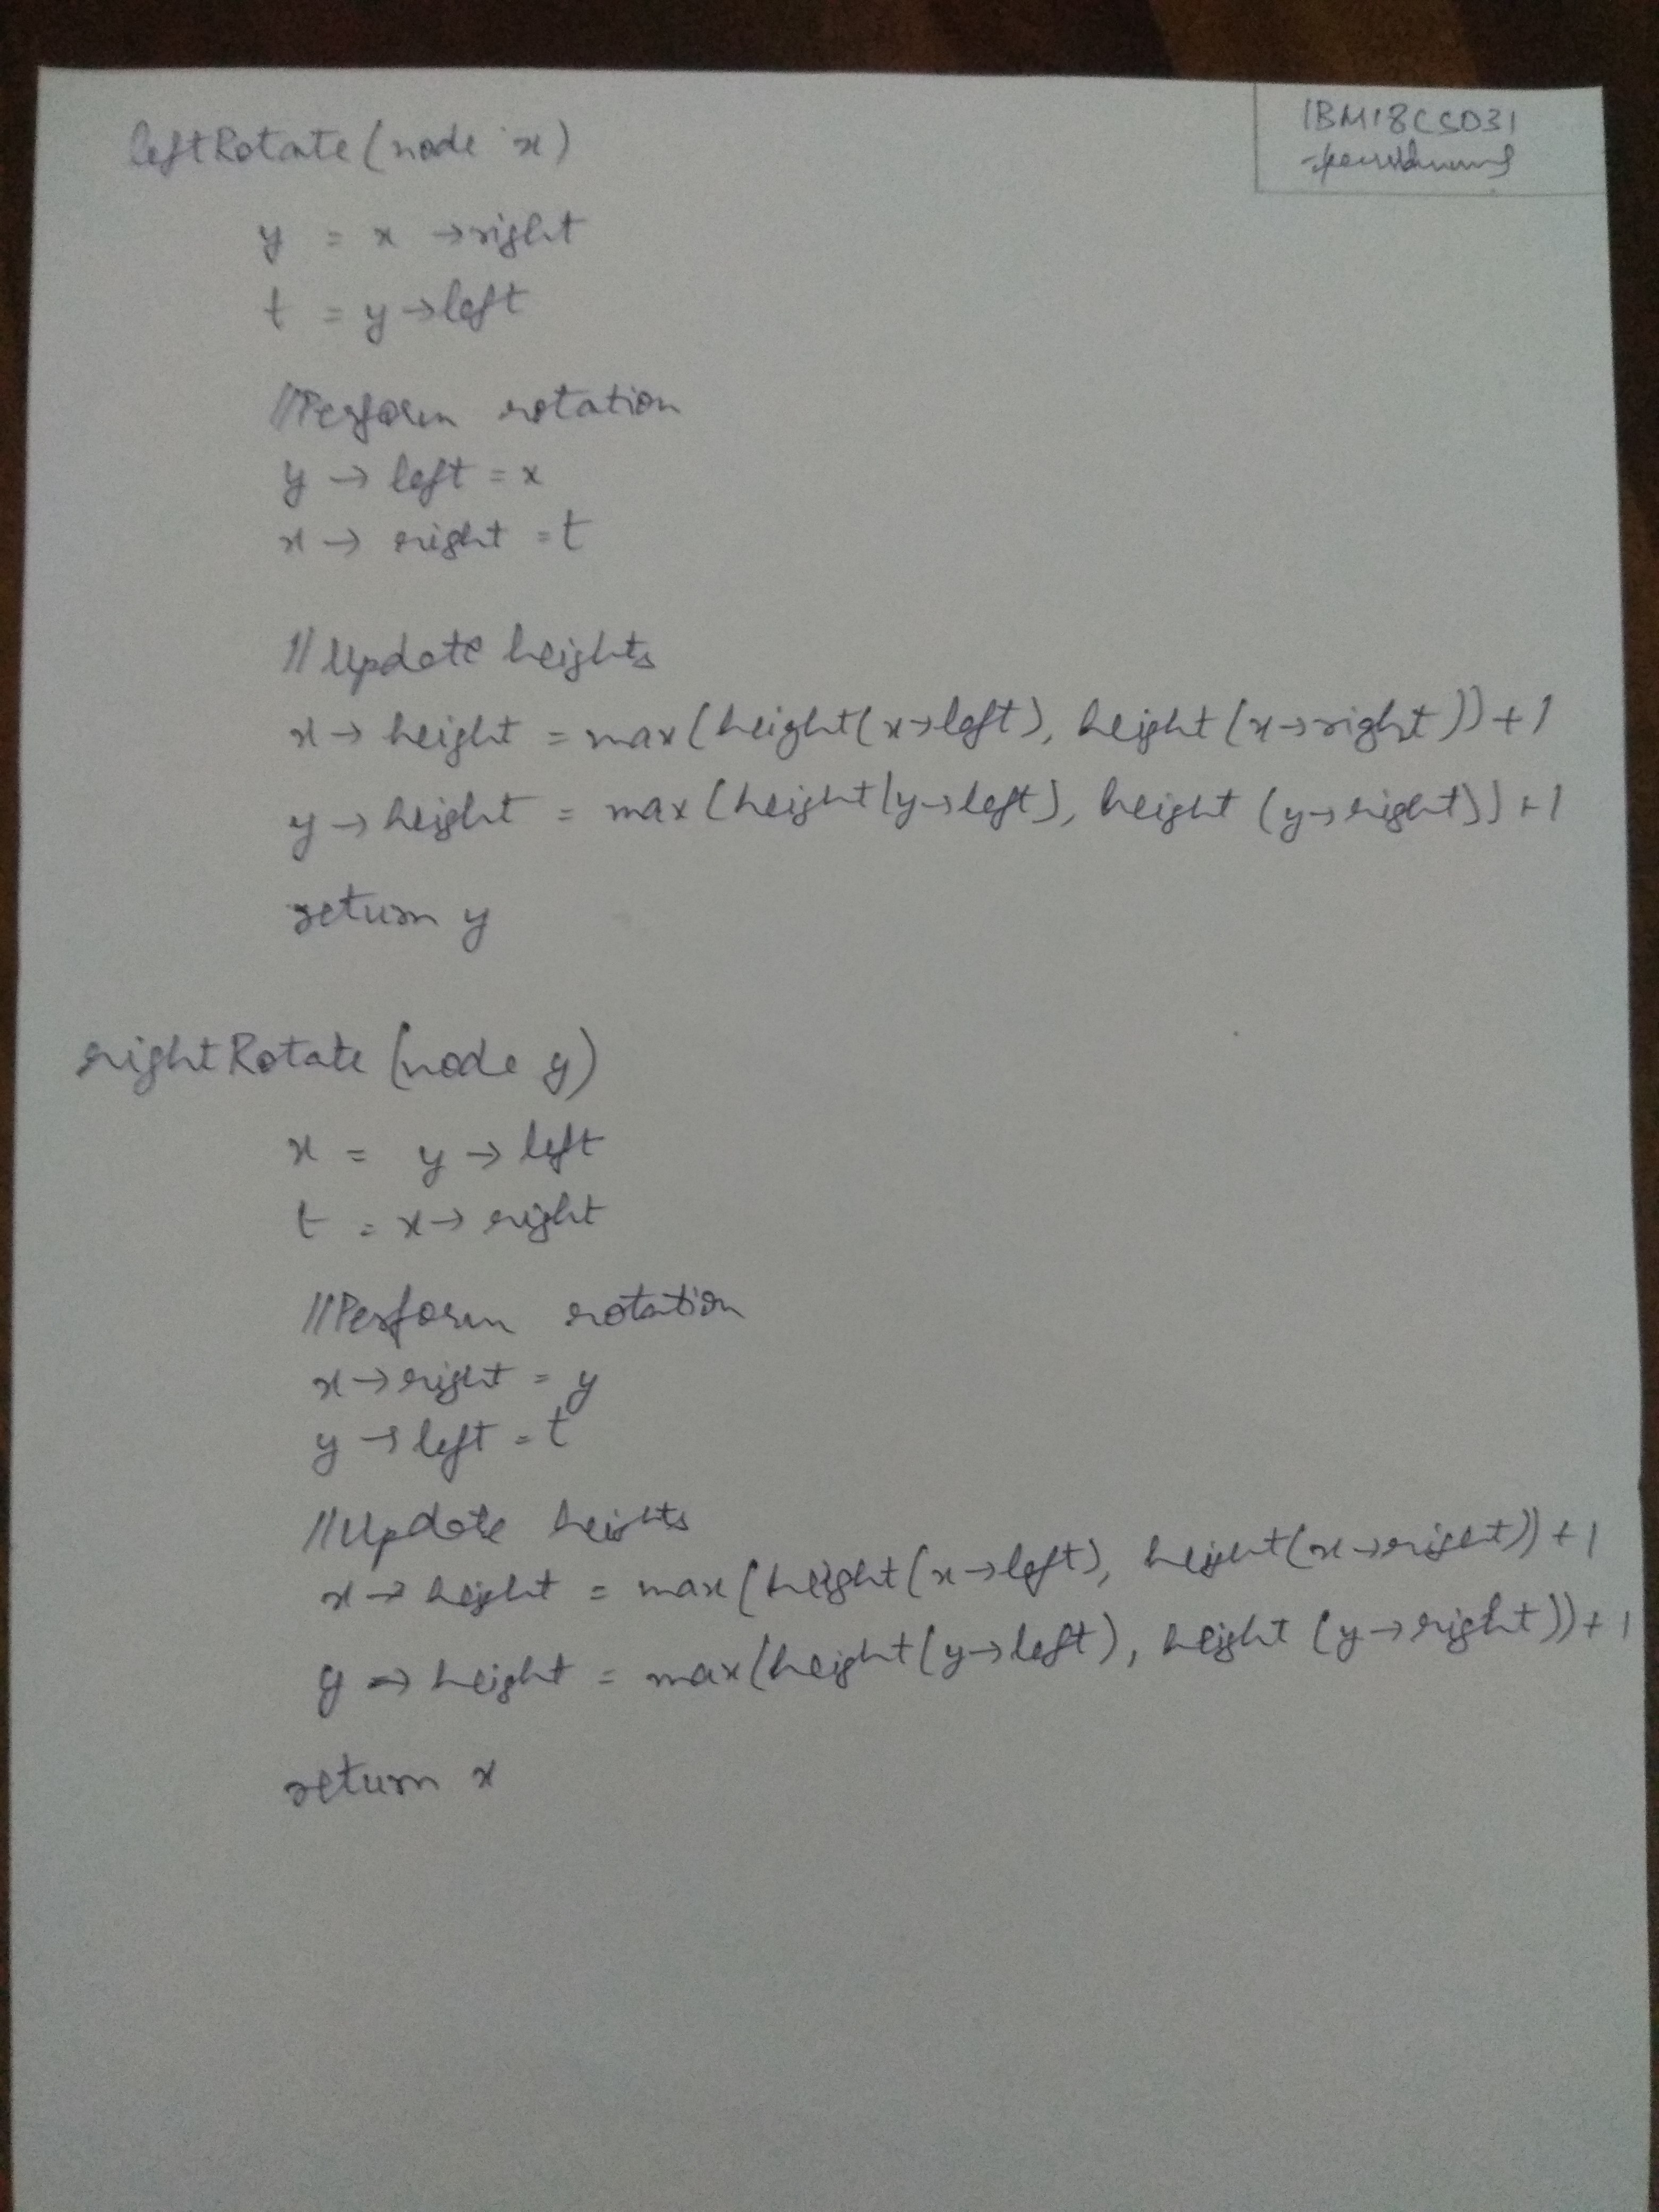 1BM18CS031
leftRotate(node x)
y = x →right
t = y→left
//Perform rotation
y → left = x
x → right = t
//Update heights
x→ height = max(height(x→left), height(x→right))+1
y→height = max(height(y→left), height (y→right))+1
return y
rightRotate(node y)
x = y → left
t = x→ right
//Perform rotation
x→right = y
y → left = t
//Update heights
x→ height = max(height(x→left), height(x→right))+1
y → height = max(height(y→left), height (y→right))+1
return x